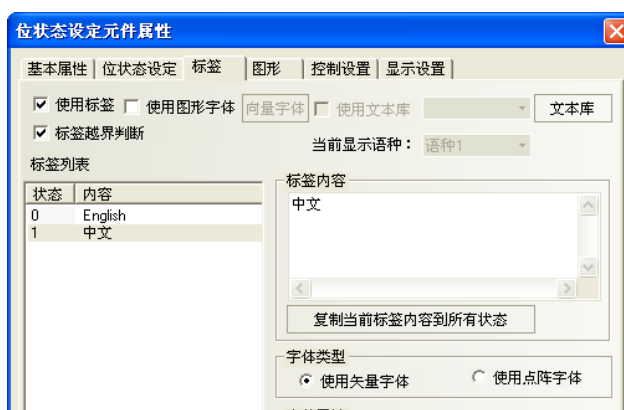 位状态设定元件属性
基本属性 位状态设定 标签 图形 控制设置 显示设置
使用标签 使用图形字体 向量字体 使用文本库 文本库
标签越界判断 当前显示语种： 语种1
标签列表
状态 内容
0 English
1 中文
标签内容
中文
复制当前标签内容到所有状态
字体类型
使用矢量字体 使用点阵字体